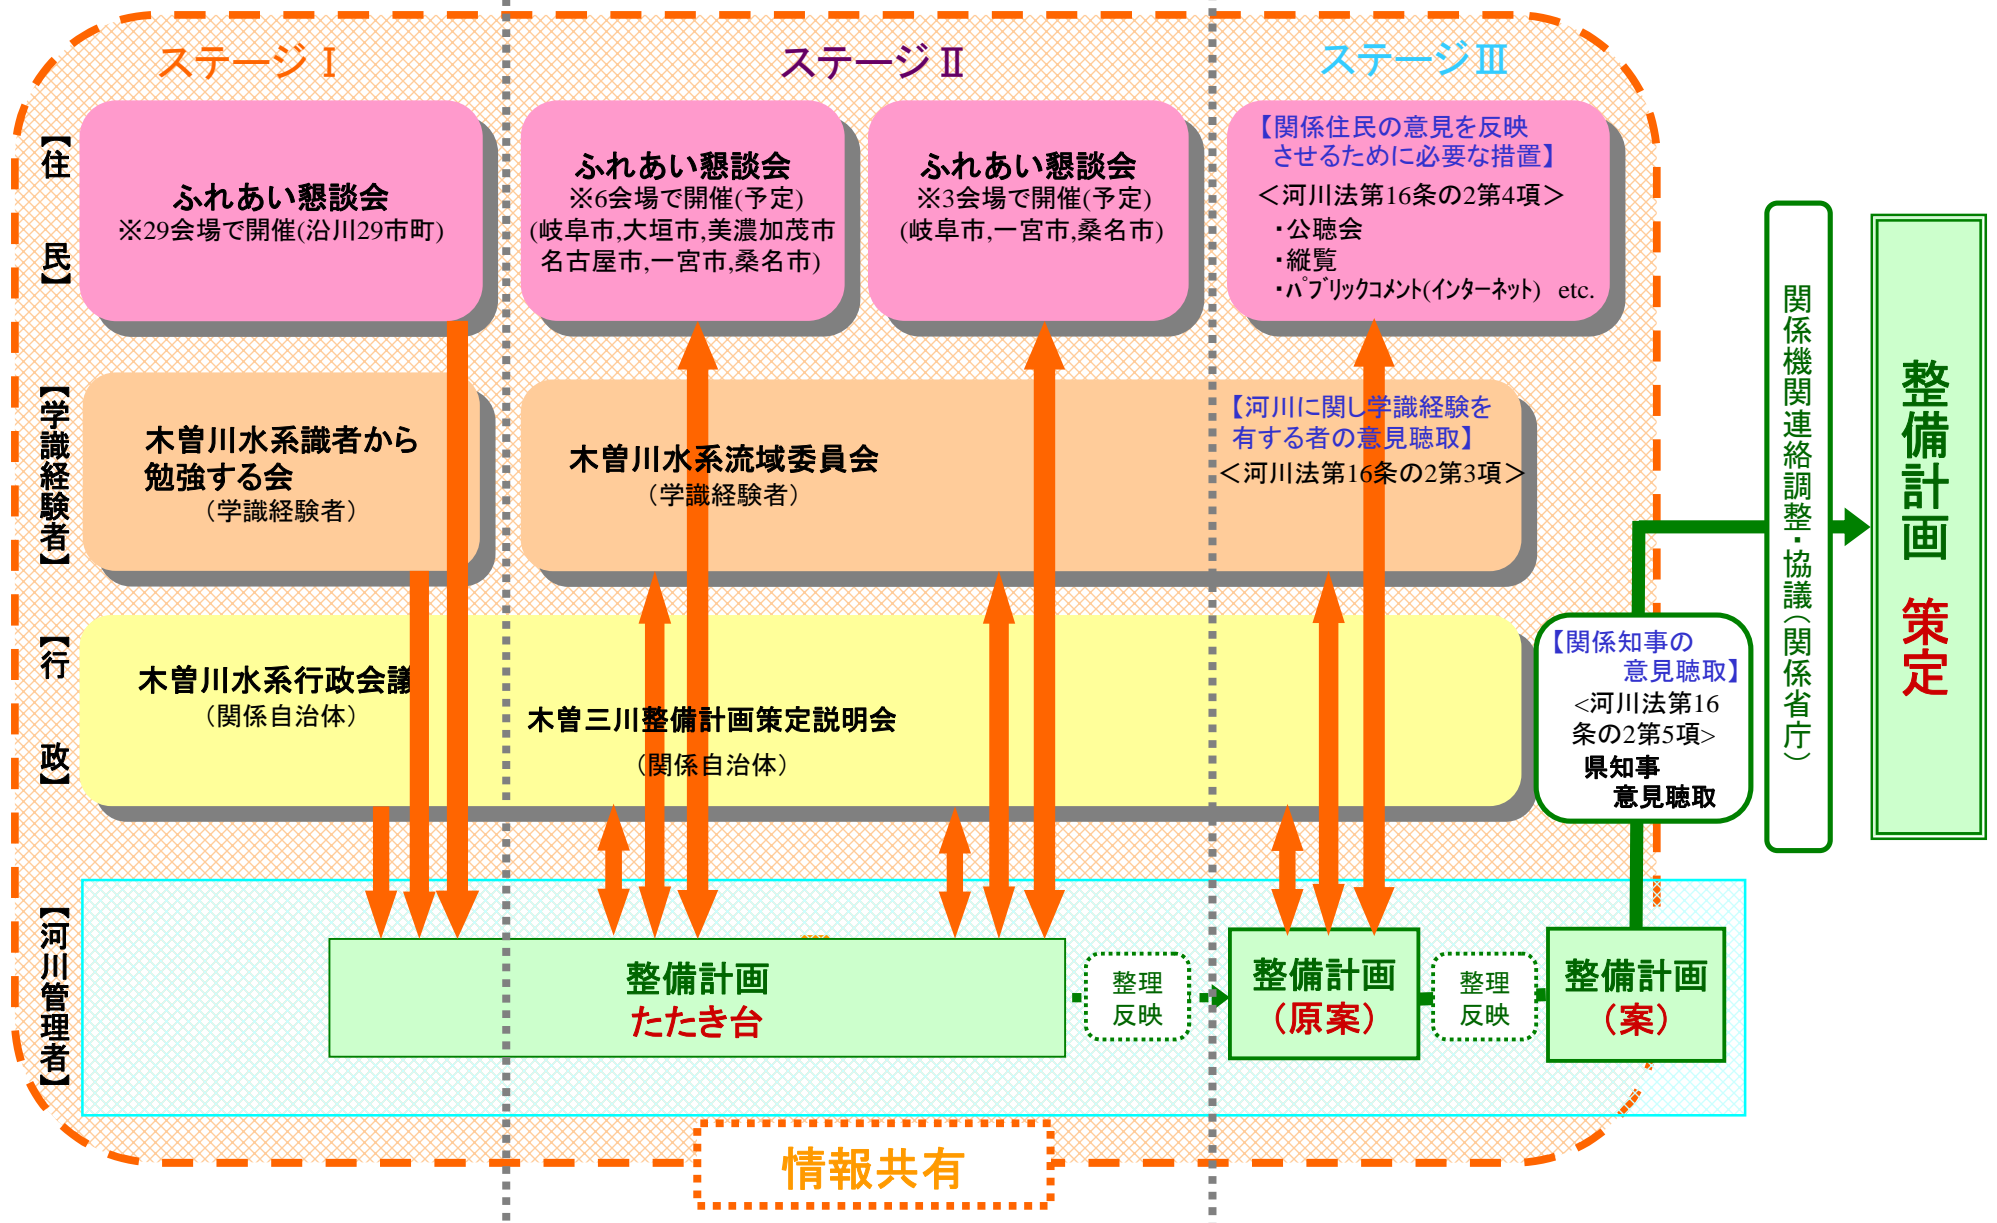 ステージⅠ
ステージⅡ
ステージⅢ
【住民】
ふれあい懇談会
※29会場で開催(沿川29市町)
ふれあい懇談会
※6会場で開催(予定)
(岐阜市,大垣市,美濃加茂市
名古屋市,一宮市,桑名市)
ふれあい懇談会
※3会場で開催(予定)
(岐阜市,一宮市,桑名市)
【関係住民の意見を反映
させるために必要な措置】
＜河川法第16条の2第4項＞
・公聴会
・縦覧
・パブリックコメント(インターネット) etc.
【学識経験者】
木曽川水系識者から
勉強する会
（学識経験者）
木曽川水系流域委員会
（学識経験者）
【河川に関し学識経験を
有する者の意見聴取】
＜河川法第16条の2第3項＞
【行政】
木曽川水系行政会議
（関係自治体）
木曽三川整備計画策定説明会
（関係自治体）
【関係知事の
意見聴取】
<河川法第16
条の2第5項>
県知事
意見聴取
関係機関連絡調整・協議（関係省庁）
整備計画 策定
【河川管理者】
整備計画
たたき台
整理
反映
整備計画
（原案）
整理
反映
整備計画
（案）
情報共有